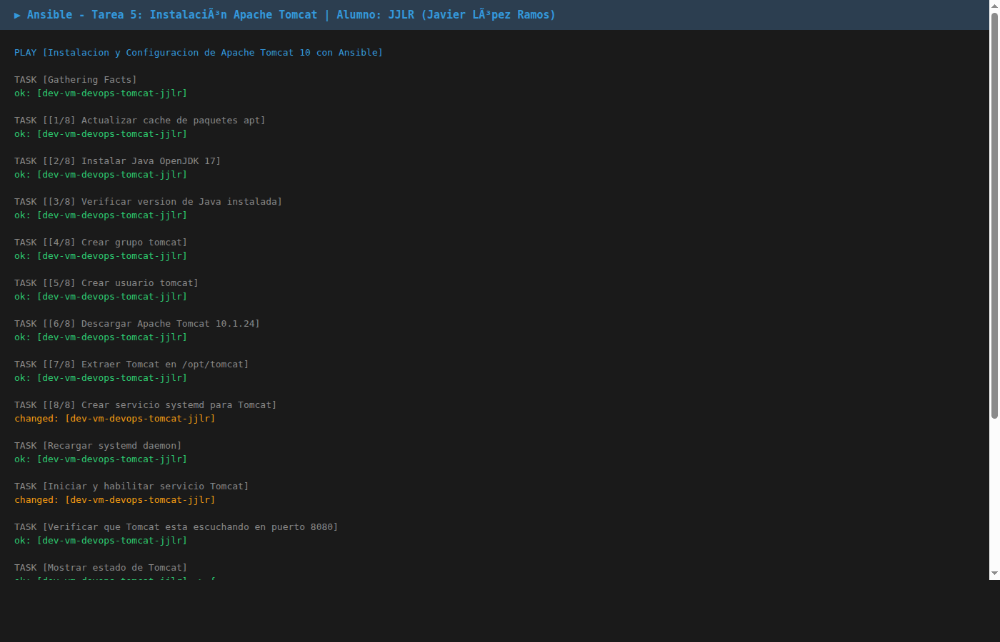 ▶ Ansible - Tarea 5: InstalaciÃ³n Apache Tomcat | Alumno: JJLR (Javier LÃ³pez Ramos)
PLAY [Instalacion y Configuracion de Apache Tomcat 10 con Ansible]
TASK [Gathering Facts]
ok: [dev-vm-devops-tomcat-jjlr]
TASK [[1/8] Actualizar cache de paquetes apt]
ok: [dev-vm-devops-tomcat-jjlr]
TASK [[2/8] Instalar Java OpenJDK 17]
ok: [dev-vm-devops-tomcat-jjlr]
TASK [[3/8] Verificar version de Java instalada]
ok: [dev-vm-devops-tomcat-jjlr]
TASK [[4/8] Crear grupo tomcat]
ok: [dev-vm-devops-tomcat-jjlr]
TASK [[5/8] Crear usuario tomcat]
ok: [dev-vm-devops-tomcat-jjlr]
TASK [[6/8] Descargar Apache Tomcat 10.1.24]
ok: [dev-vm-devops-tomcat-jjlr]
TASK [[7/8] Extraer Tomcat en /opt/tomcat]
ok: [dev-vm-devops-tomcat-jjlr]
TASK [[8/8] Crear servicio systemd para Tomcat]
changed: [dev-vm-devops-tomcat-jjlr]
TASK [Recargar systemd daemon]
ok: [dev-vm-devops-tomcat-jjlr]
TASK [Iniciar y habilitar servicio Tomcat]
changed: [dev-vm-devops-tomcat-jjlr]
TASK [Verificar que Tomcat esta escuchando en puerto 8080]
ok: [dev-vm-devops-tomcat-jjlr]
TASK [Mostrar estado de Tomcat]
ok: [dev-vm-devops-tomcat-jjlr]